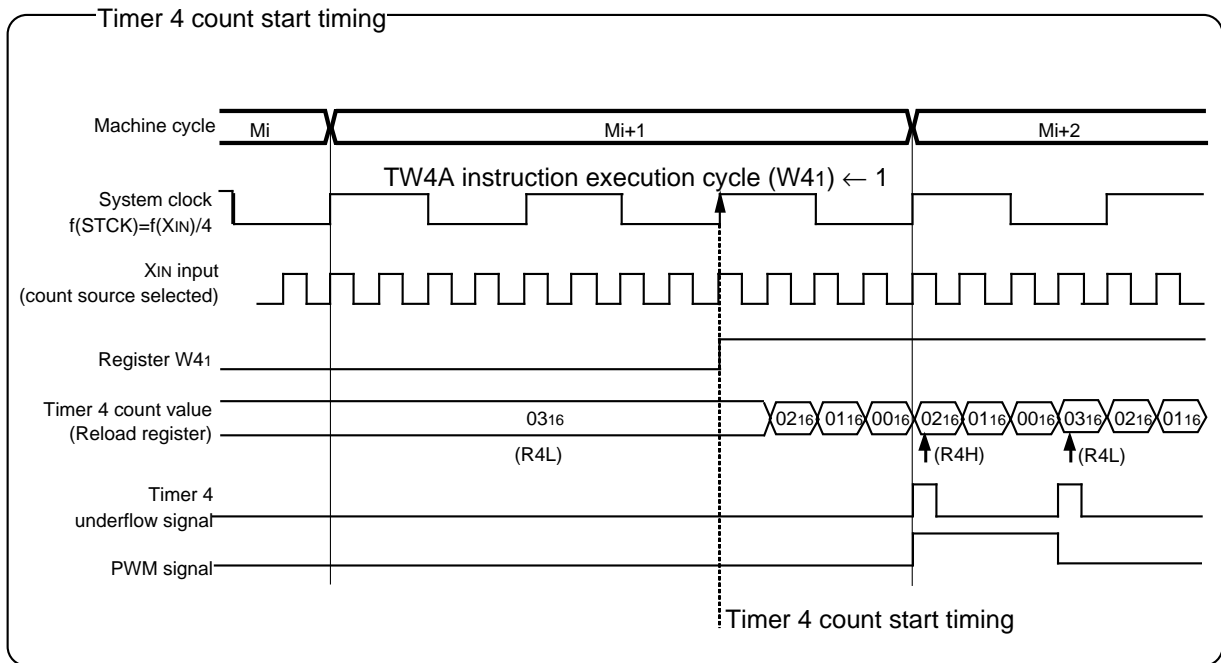 Timer 4 count start timing
Machine cycle Mi Mi+1 Mi+2
TW4A instruction execution cycle (W41) ← 1
System clock
f(STCK)=f(XIN)/4
XIN input
(count source selected)
Register W41
Timer 4 count value
(Reload register)
0316 0216 0116 0016 0216 0116 0016 0316 0216 0116
(R4L) (R4H) (R4L)
Timer 4
underflow signal
PWM signal
Timer 4 count start timing